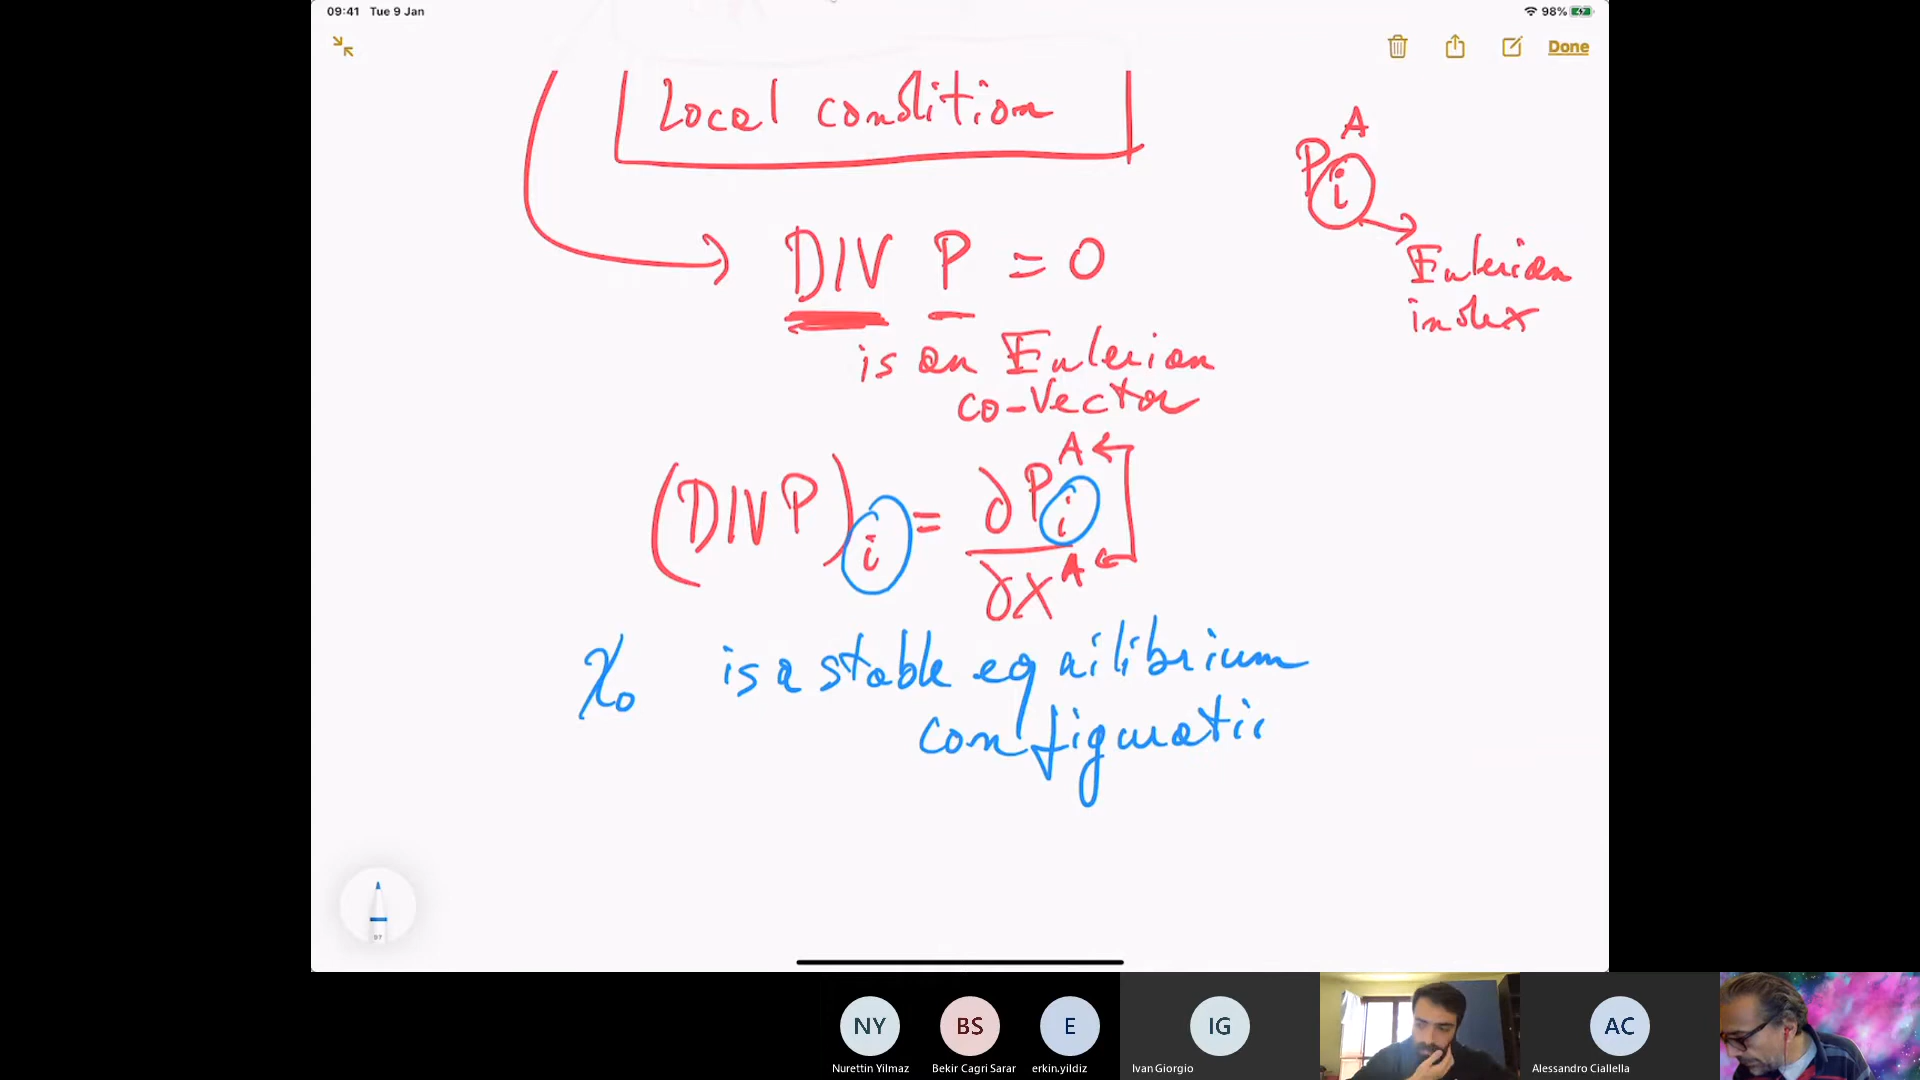 09:41 Tue 9 Jan
98%
Done
Local condition
P i A
Eulerian
index
DIV P = 0
is an Eulerian
co-vector
(DIV P) i = ∂P i A / ∂X A
χ₀ is a stable equilibrium
configuratii
97
NY
BS
E
IG
AC
Nurettin Yilmaz
Bekir Cagri Sarar
erkin.yildiz
Ivan Giorgio
Alessandro Ciallella